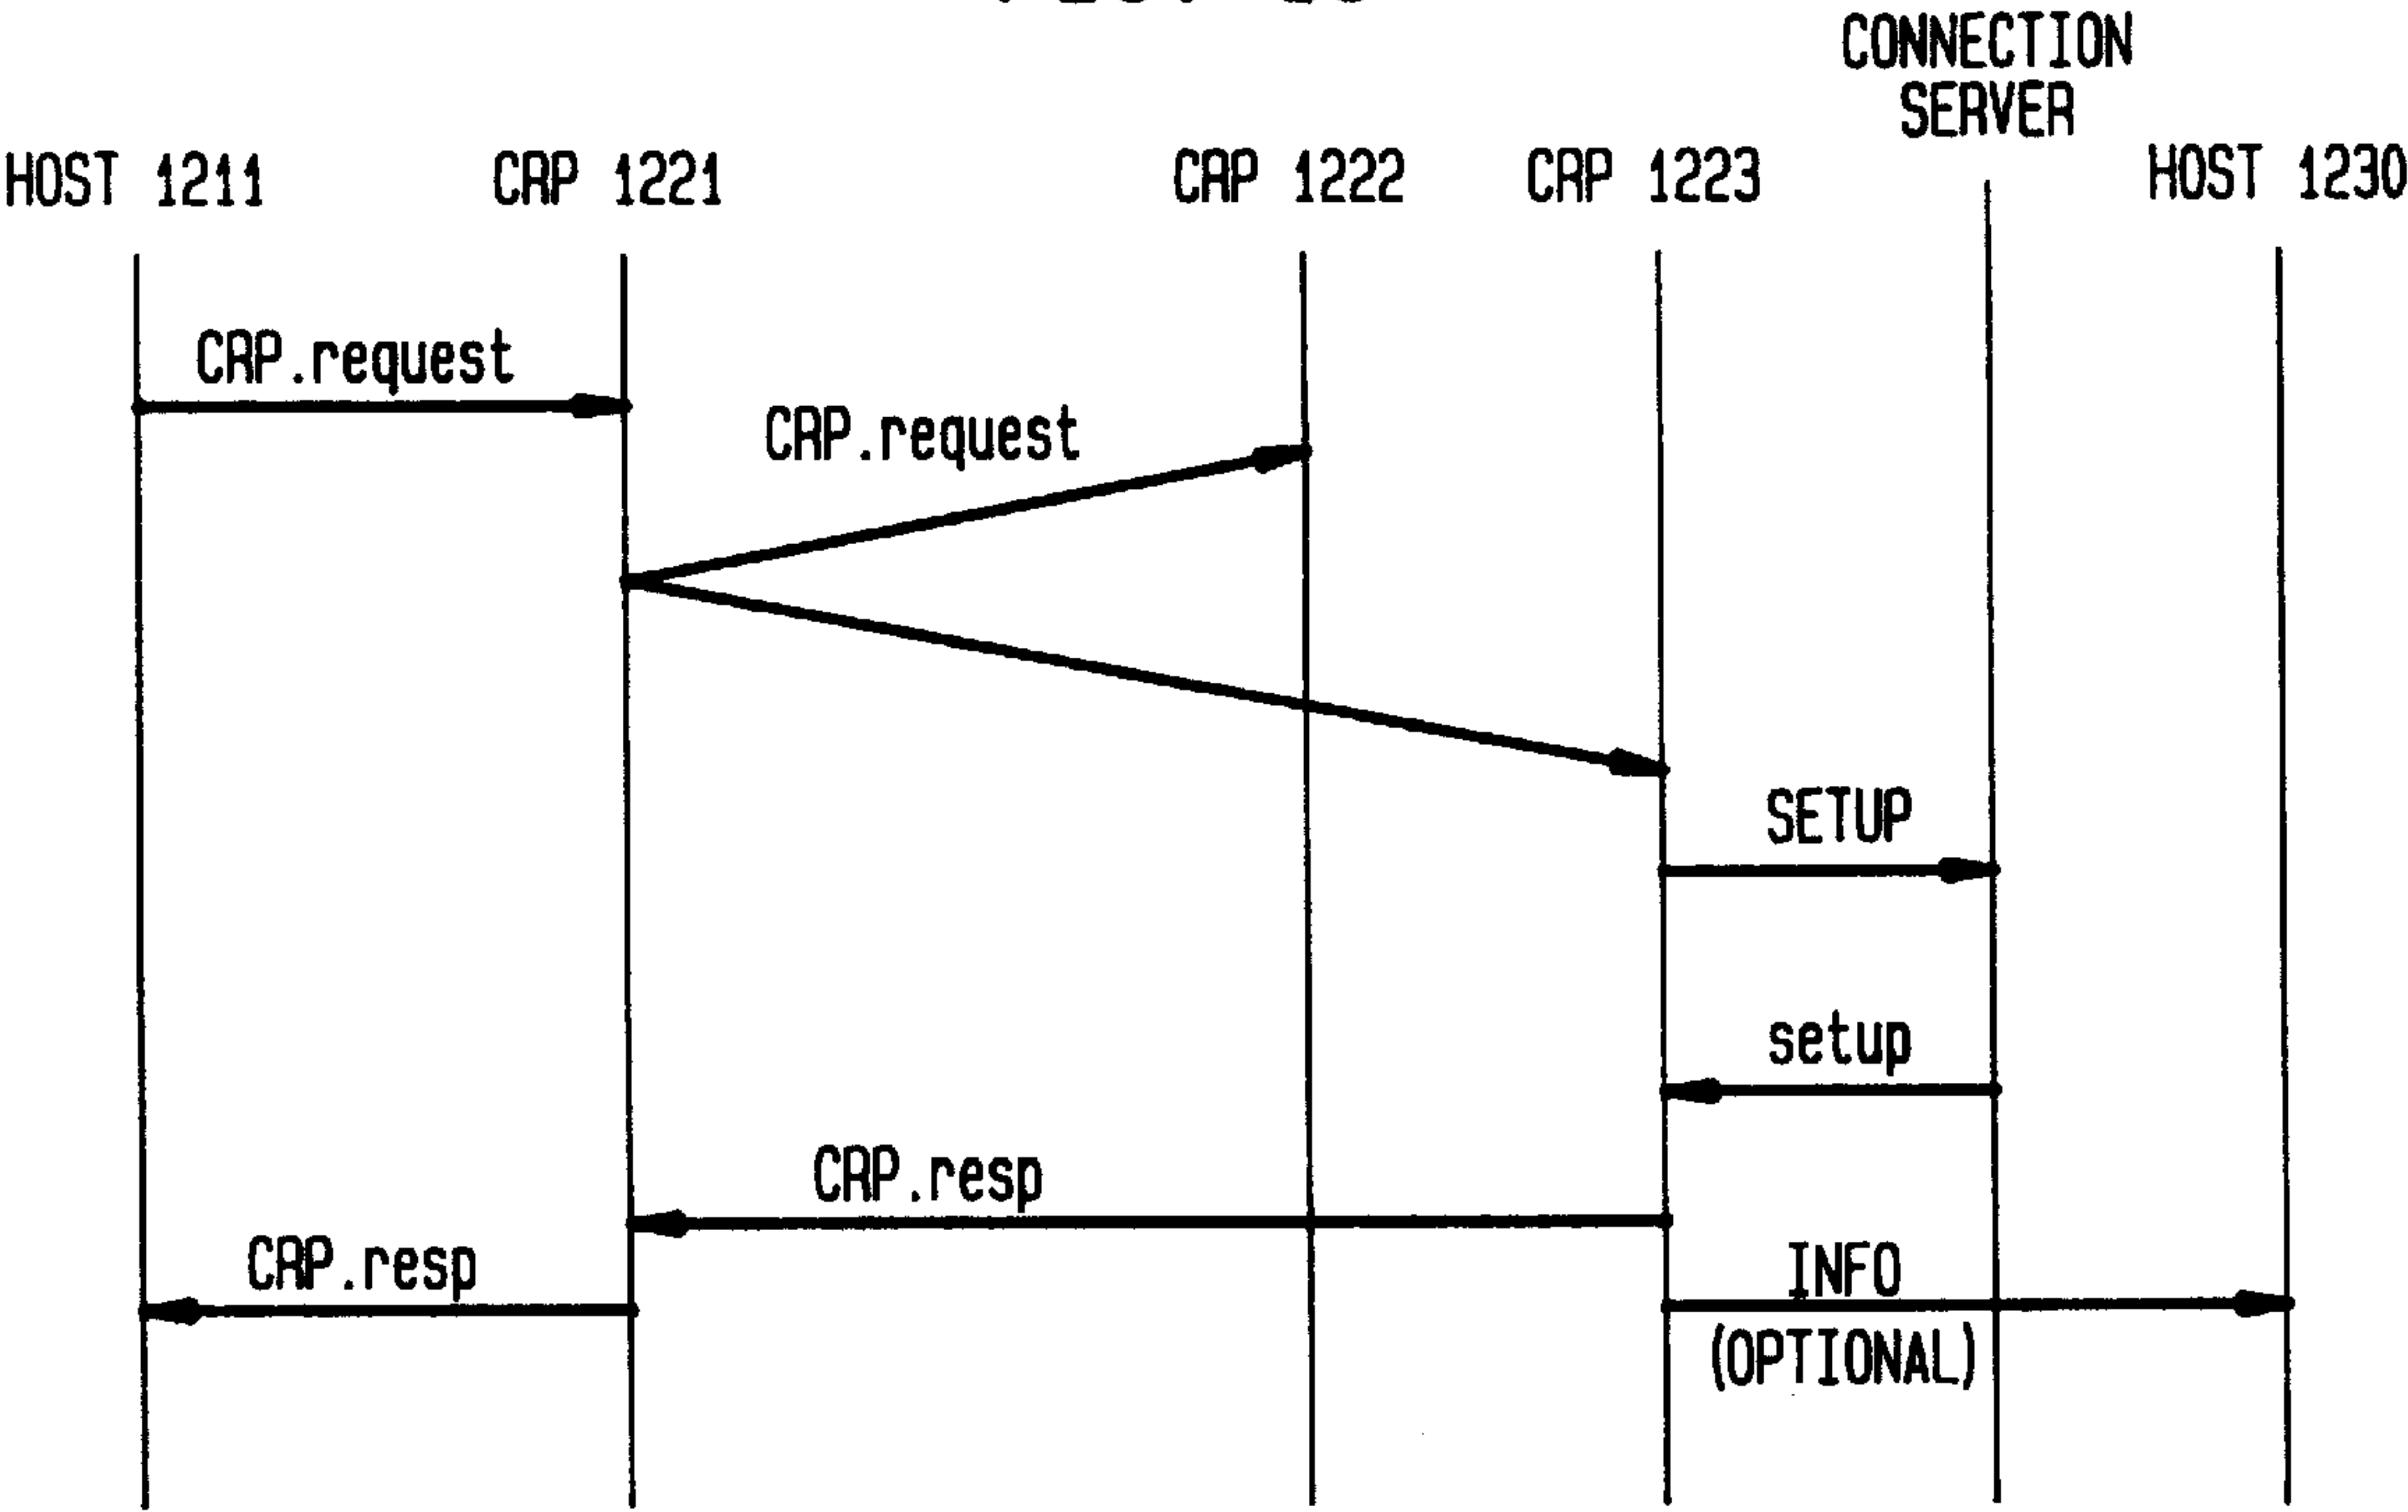 CONNECTION
SERVER
HOST 1211
CRP 1221
CRP 1222
CRP 1223
HOST 1230
CRP.request
CRP.request
SETUP
setup
CRP.resp
CRP.resp
INFO
(OPTIONAL)